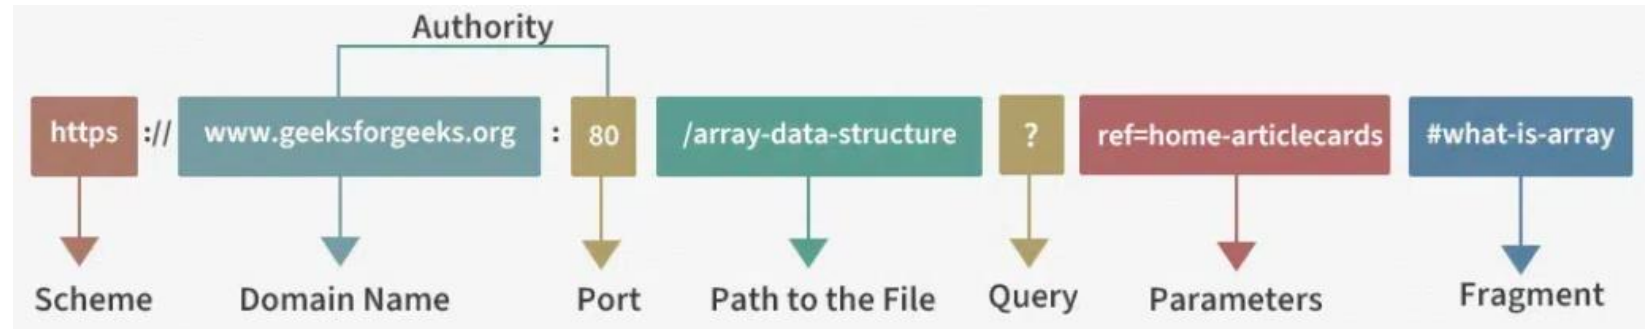 Authority
https :// www.geeksforgeeks.org : 80 /array-data-structure ? ref=home-articlecards #what-is-array
Scheme Domain Name Port Path to the File Query Parameters Fragment